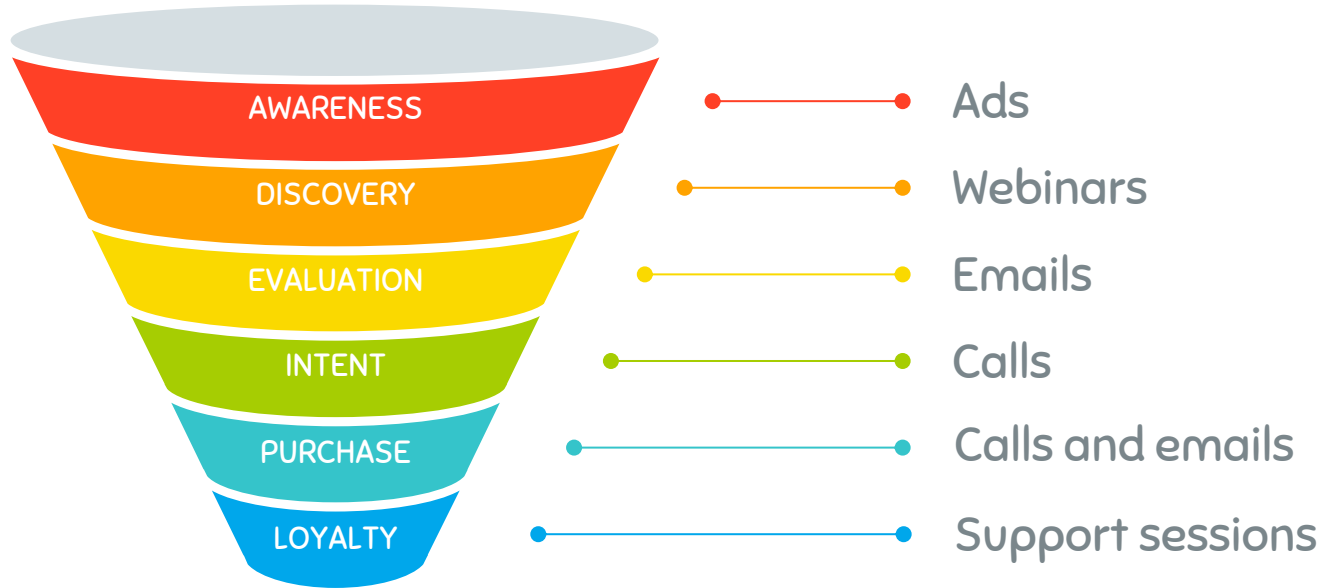 AWARENESS
Ads
DISCOVERY
Webinars
EVALUATION
Emails
INTENT
Calls
PURCHASE
Calls and emails
LOYALTY
Support sessions